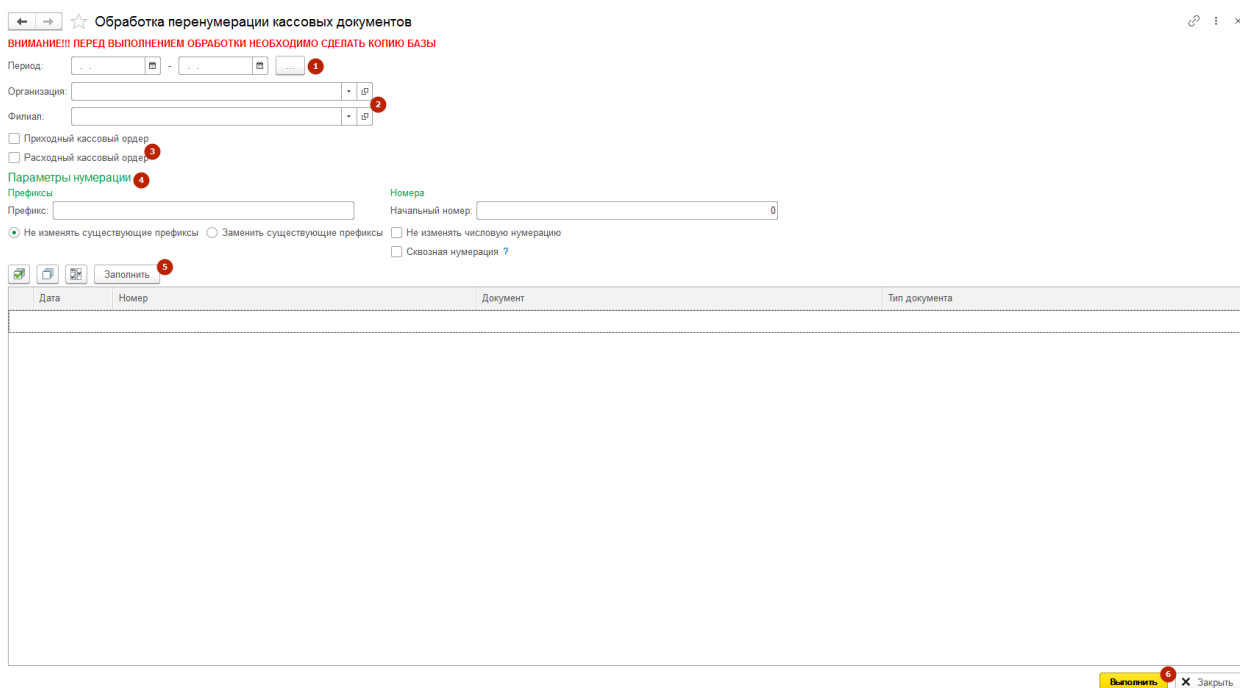 Обработка перенумерации кассовых документов
ВНИМАНИЕ!!! ПЕРЕД ВЫПОЛНЕНИЕМ ОБРАБОТКИ НЕОБХОДИМО СДЕЛАТЬ КОПИЮ БАЗЫ
Период: . . - . . ... 1
Организация:
2
Филиал:
Приходный кассовый ордер
Расходный кассовый ордер 3
Параметры нумерации 4
Префиксы Номера
Префикс: Начальный номер: 0
Не изменять существующие префиксы Заменить существующие префиксы Не изменять числовую нумерацию
Сквозная нумерация ?
Заполнить 5
Дата Номер Документ Тип документа
Выполнить 6 Закрыть